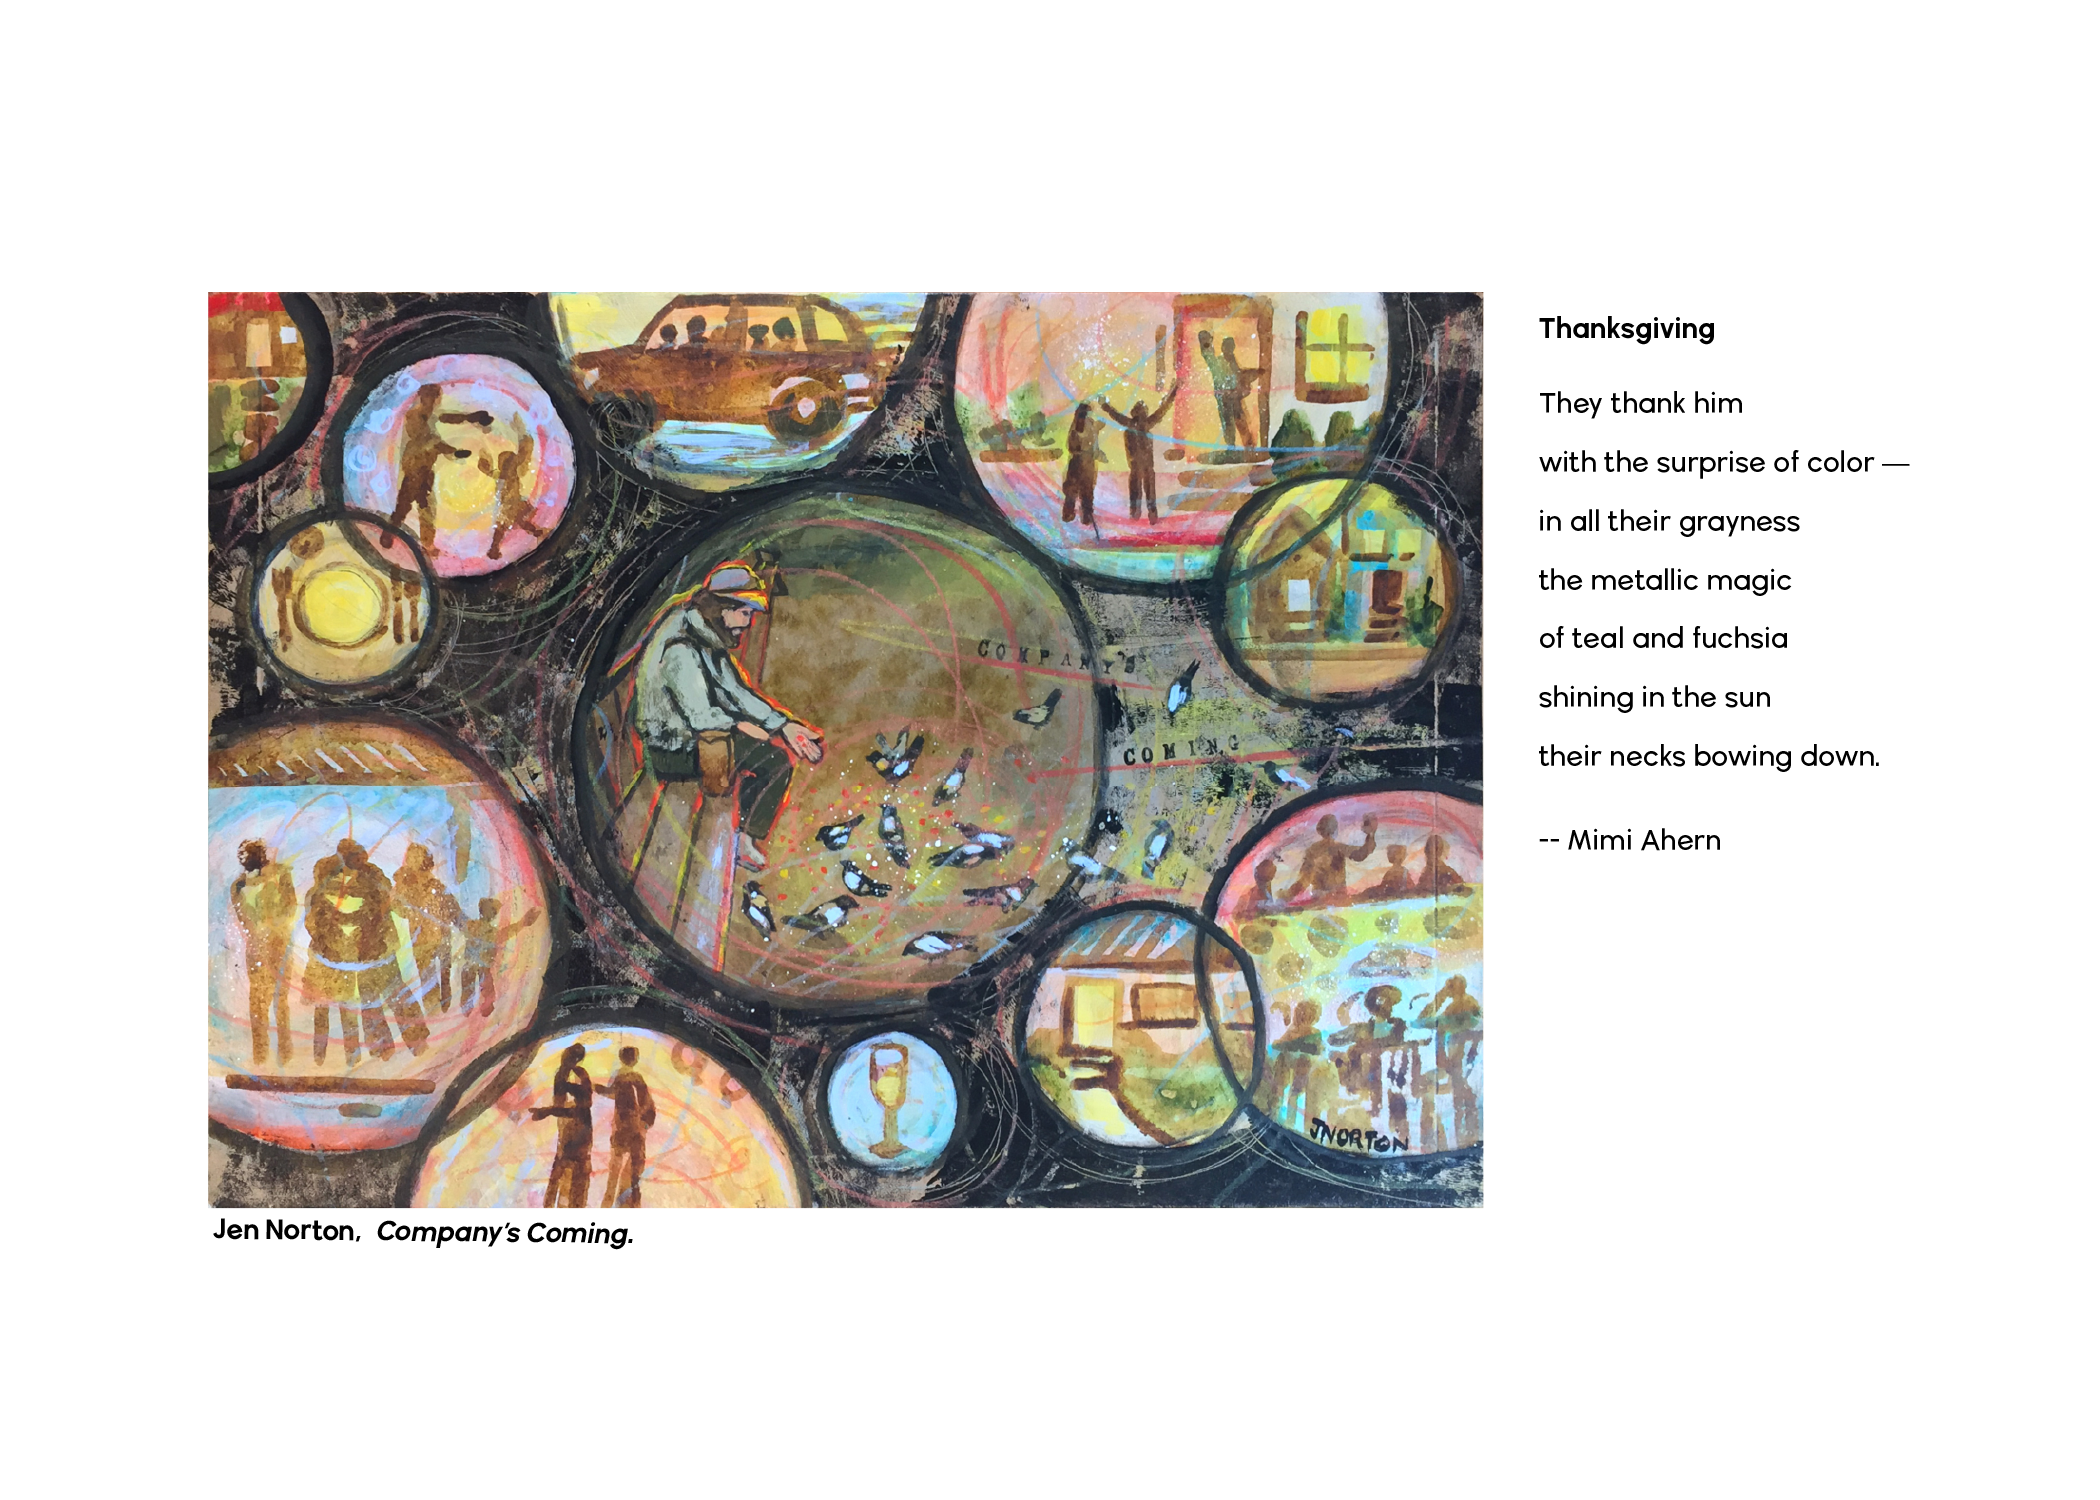 COMPANY'S
COMING
JNORTON
Jen Norton, Company's Coming.
Thanksgiving
They thank him
with the surprise of color —
in all their grayness
the metallic magic
of teal and fuchsia
shining in the sun
their necks bowing down.
-- Mimi Ahern